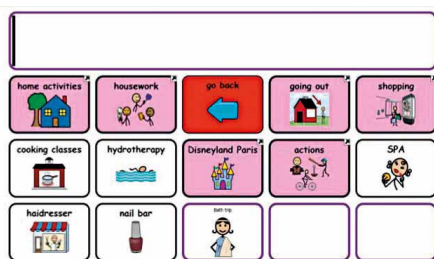 home activities
housework
go back
going out
shopping
cooking classes
hydrotherapy
Disneyland Paris
actions
SPA
haidresser
nail bar
Bath trip